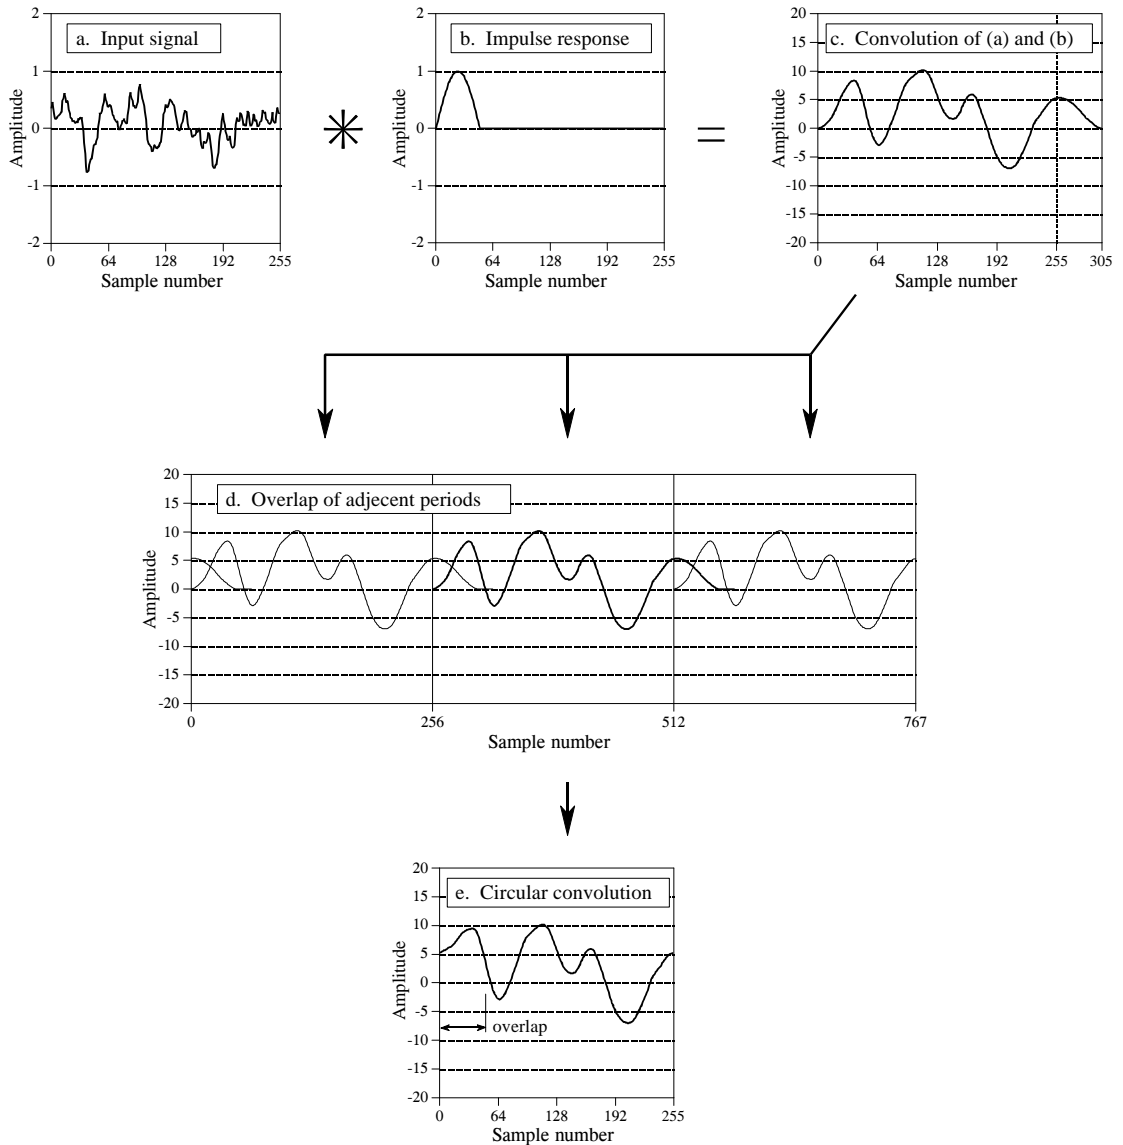 a. Input signal
2
1
0
-1
-2
Amplitude
0 64 128 192 255
Sample number
b. Impulse response
2
1
0
-1
-2
Amplitude
0 64 128 192 255
Sample number
c. Convolution of (a) and (b)
20
15
10
5
0
-5
-10
-15
-20
Amplitude
0 64 128 192 255 305
Sample number
d. Overlap of adjecent periods
20
15
10
5
0
-5
-10
-15
-20
Amplitude
0 256 512 767
Sample number
e. Circular convolution
20
15
10
5
0
-5
-10
-15
-20
Amplitude
overlap
0 64 128 192 255
Sample number